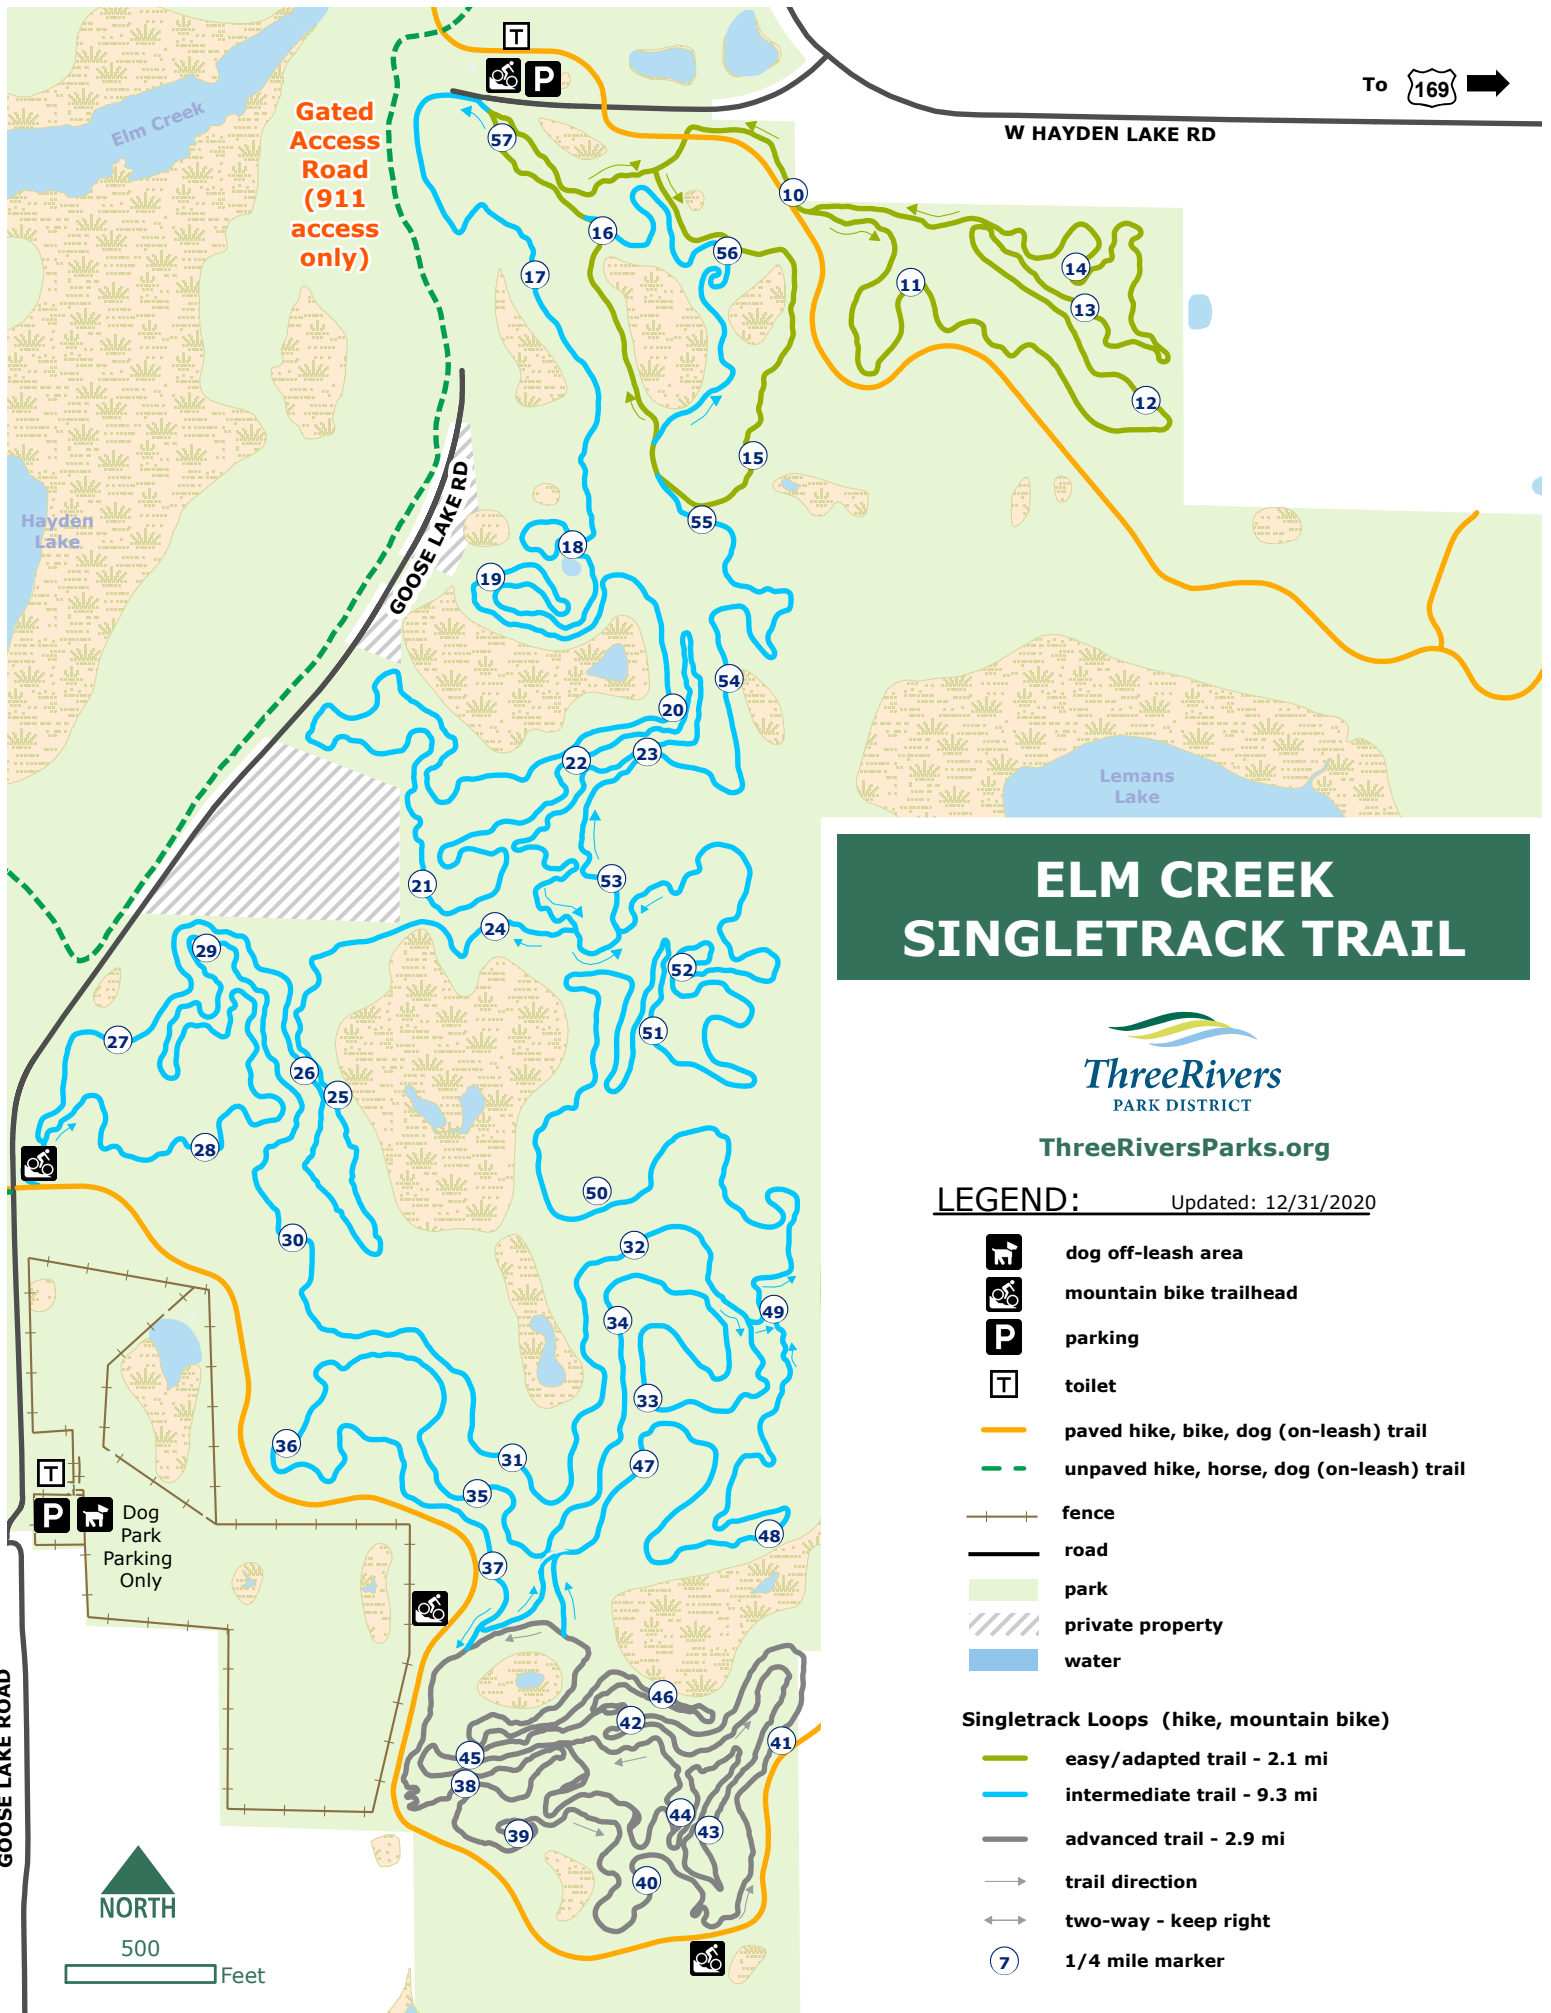 T
P
To 169
W HAYDEN LAKE RD
Elm Creek
Gated
Access
Road
(911
access
only)
57
10
16
56
17
11
14
13
12
15
GOOSE LAKE RD
Hayden
Lake
55
18
19
54
20
23
22
Lemans
Lake
21
53
24
29
52
51
27
26
25
28
50
30
32
49
34
33
36
31
47
35
48
37
T
P
Dog
Park
Parking
Only
46
42
41
45
38
44
43
39
40
GOOSE LAKE ROAD
NORTH
500
Feet
ELM CREEK
SINGLETRACK TRAIL
ThreeRivers
PARK DISTRICT
ThreeRiversParks.org
LEGEND: Updated: 12/31/2020
dog off-leash area
mountain bike trailhead
P parking
T toilet
paved hike, bike, dog (on-leash) trail
unpaved hike, horse, dog (on-leash) trail
fence
road
park
private property
water
Singletrack Loops (hike, mountain bike)
easy/adapted trail - 2.1 mi
intermediate trail - 9.3 mi
advanced trail - 2.9 mi
trail direction
two-way - keep right
7 1/4 mile marker